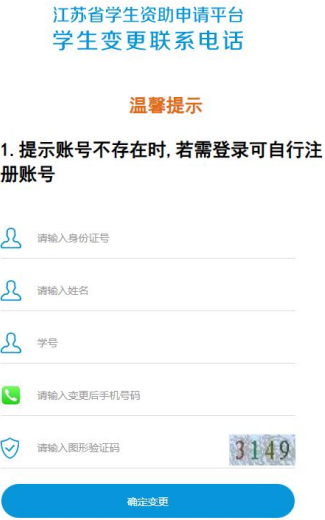 江苏省学生资助申请平台
学生变更联系电话
温馨提示
1.提示账号不存在时,若需登录可自行注
册账号
请输入身份证号
请输入姓名
学号
请输入变更后手机号码
请输入图形验证码
3149
确定变更